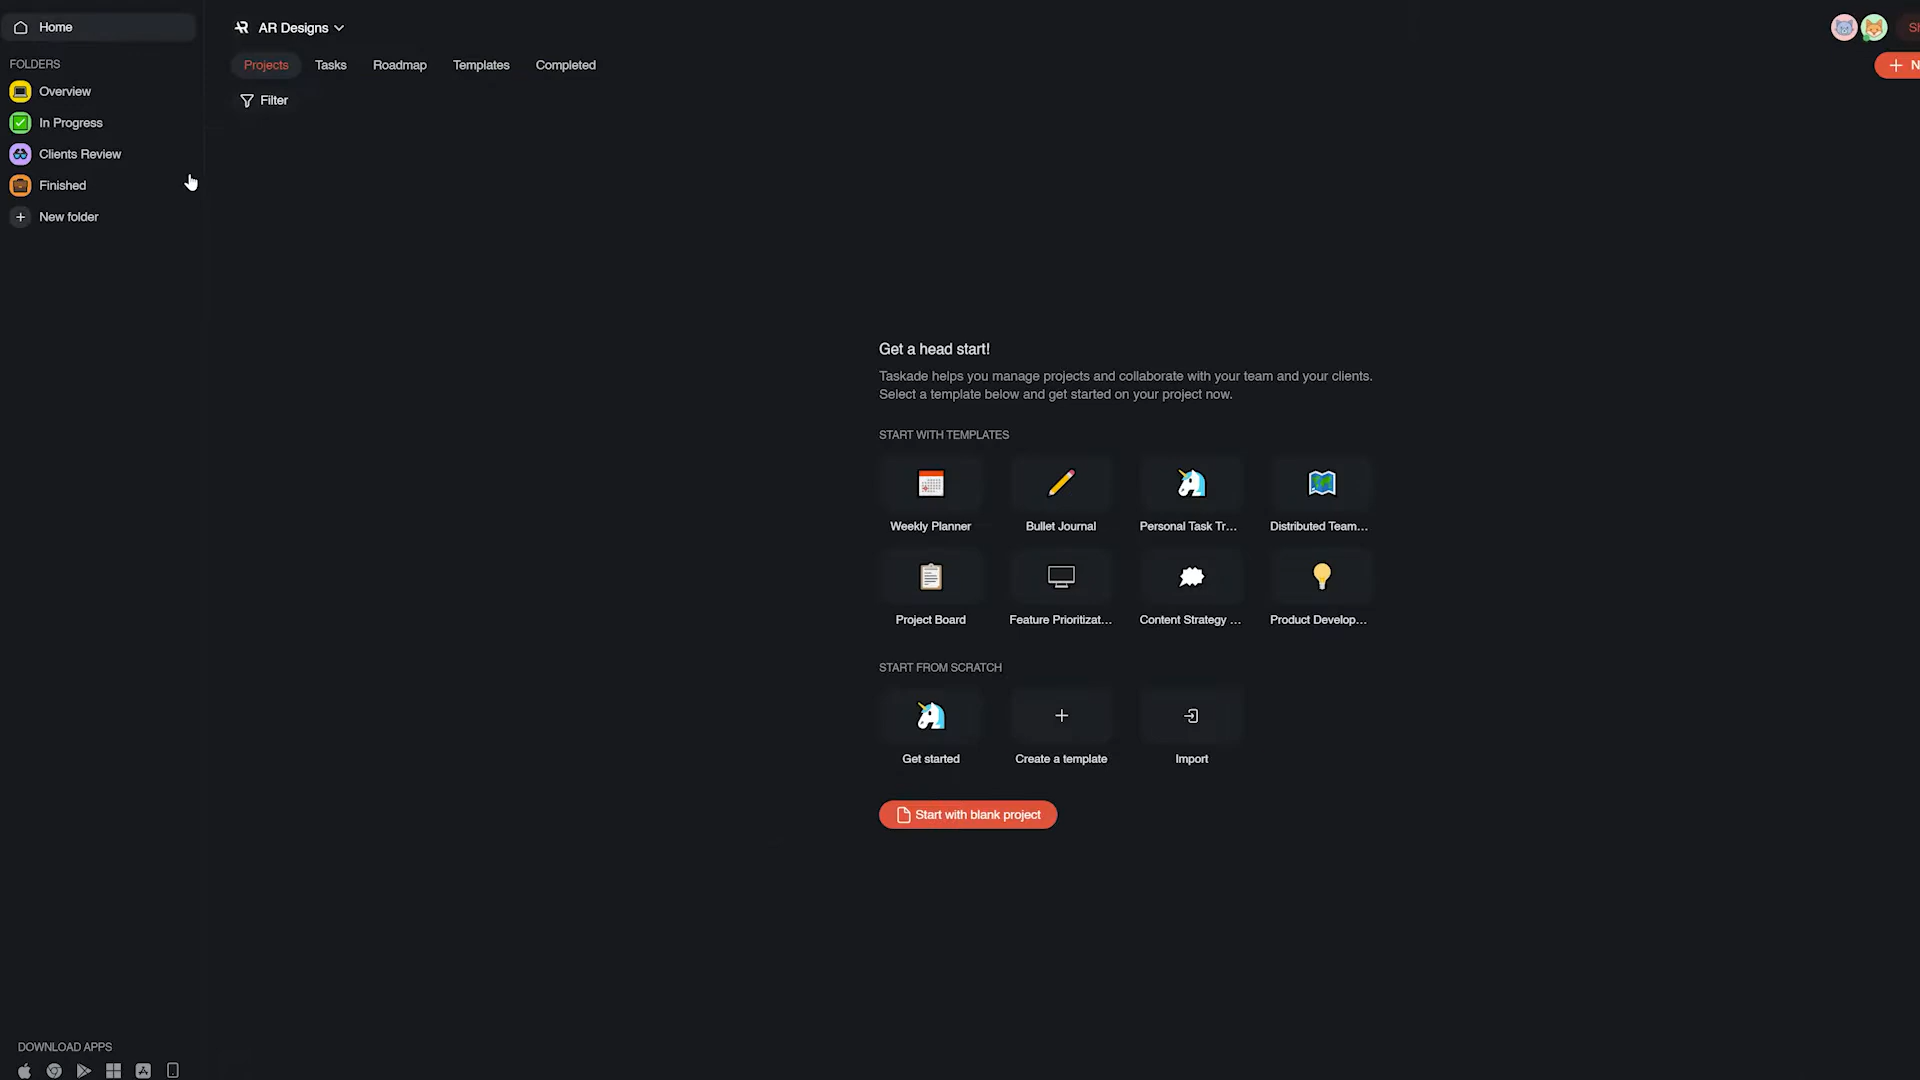 Home
FOLDERS
Overview
In Progress
Clients Review
Finished
New folder
DOWNLOAD APPS
AR Designs
Projects
Tasks
Roadmap
Templates
Completed
Filter
Get a head start!
Taskade helps you manage projects and collaborate with your team and your clients.
Select a template below and get started on your project now.
START WITH TEMPLATES
Weekly Planner
Bullet Journal
Personal Task Tr...
Distributed Team...
Project Board
Feature Prioritizat...
Content Strategy ...
Product Develop...
START FROM SCRATCH
Get started
Create a template
Import
Start with blank project